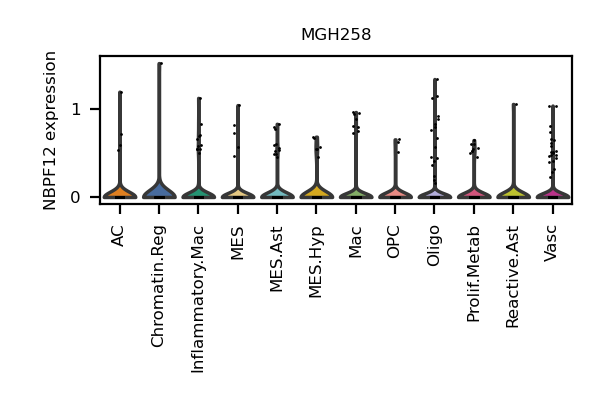 MGH258
NBPF12 expression
1
0
AC
Chromatin.Reg
Inflammatory.Mac
MES
MES.Ast
MES.Hyp
Mac
OPC
Oligo
Prolif.Metab
Reactive.Ast
Vasc